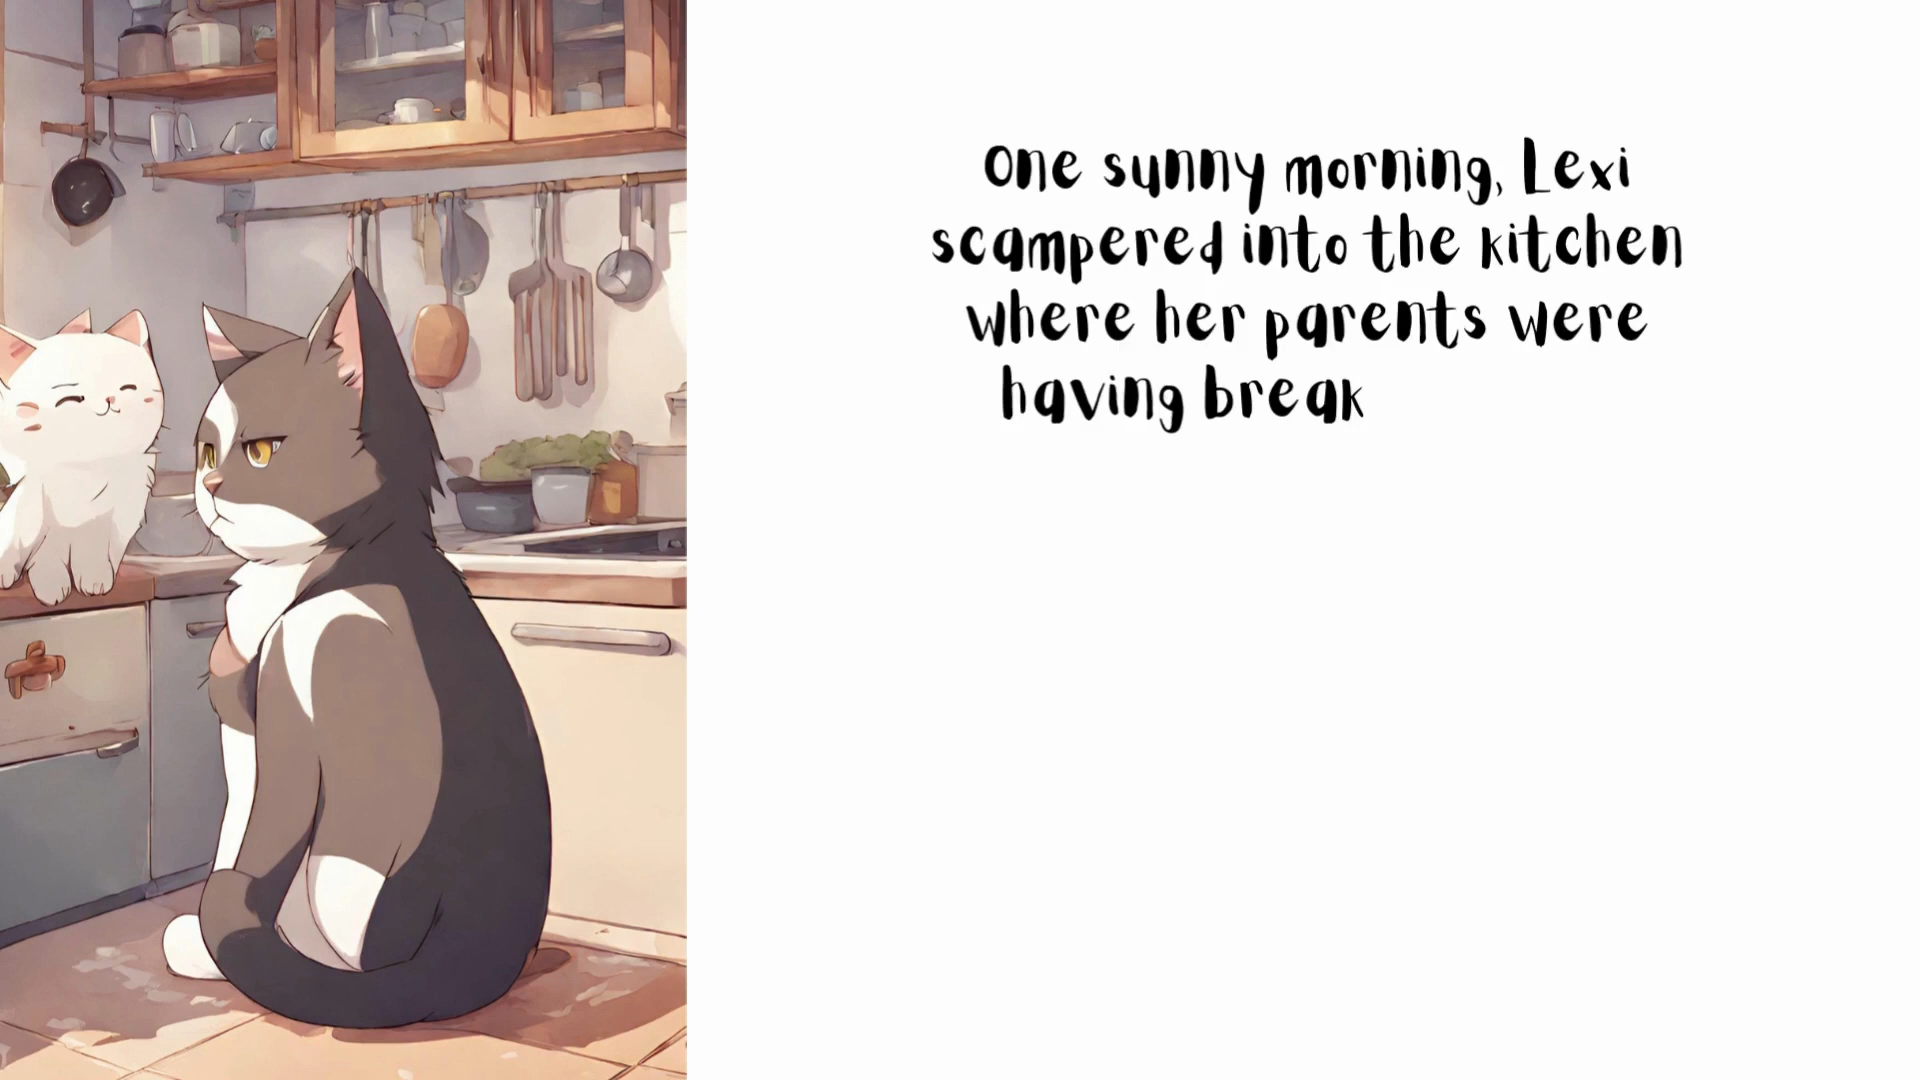 One sunny morning, Lexi
scampered into the kitchen
where her parents were
having break